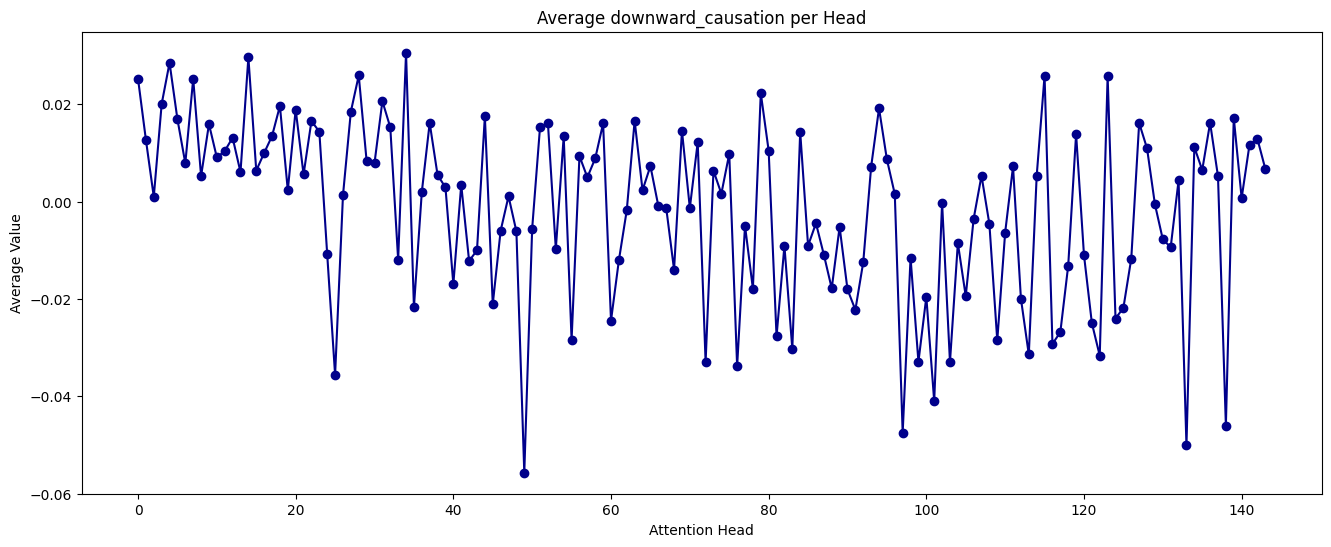 Average downward_causation per Head
Average Value
0.02
0.00
−0.02
−0.04
−0.06
0 20 40 60 80 100 120 140
Attention Head